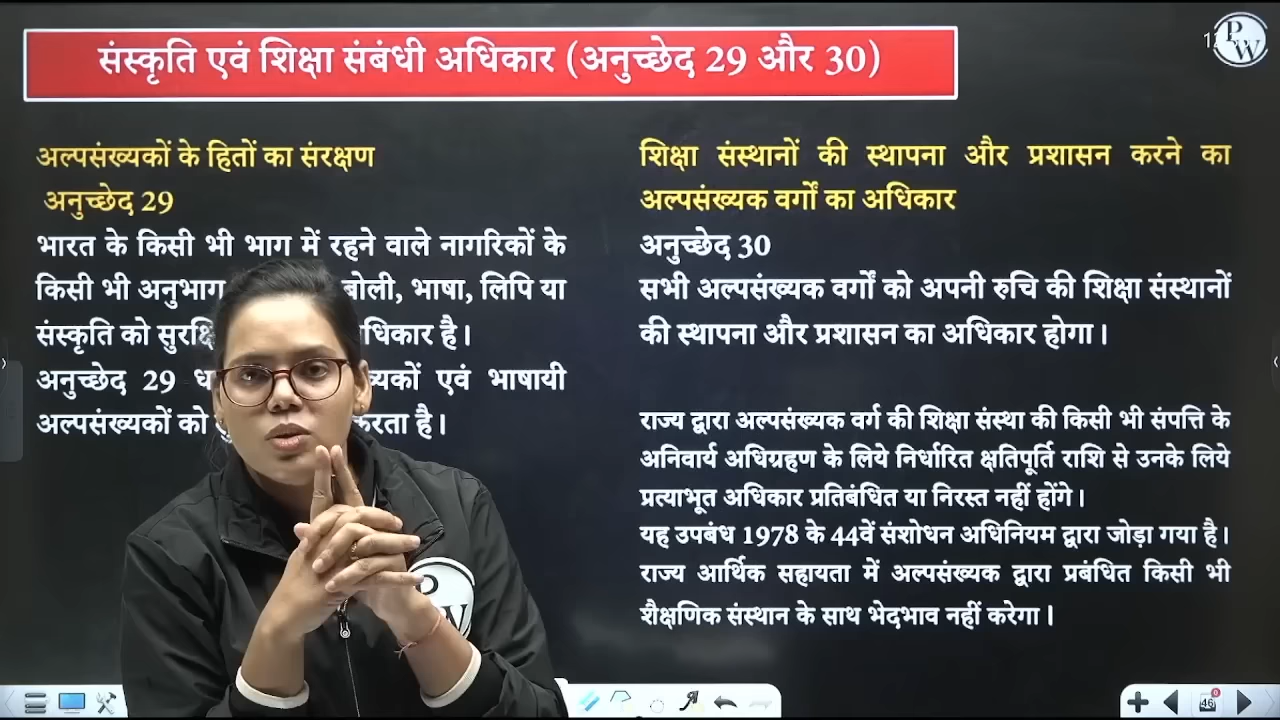 संस्कृति एवं शिक्षा संबंधी अधिकार (अनुच्छेद 29 और 30)
PW
अल्पसंख्यकों के हितों का संरक्षण
अनुच्छेद 29
भारत के किसी भी भाग में रहने वाले नागरिकों के
किसी भी अनुभाग बोली, भाषा, लिपि या
संस्कृति को है।
अनुच्छेद 29 एवं भाषायी
अल्पसंख्यकों को करता है।
शिक्षा संस्थानों की स्थापना और प्रशासन करने का
अल्पसंख्यक वर्गों का अधिकार
अनुच्छेद 30
सभी अल्पसंख्यक वर्गों को अपनी रुचि की शिक्षा संस्थानों
की स्थापना और प्रशासन का अधिकार होगा।
राज्य द्वारा अल्पसंख्यक वर्ग की शिक्षा संस्था की किसी भी संपत्ति के
अनिवार्य अधिग्रहण के लिये निर्धारित क्षतिपूर्ति राशि से उनके लिये
प्रत्याभूत अधिकार प्रतिबंधित या निरस्त नहीं होंगे।
यह उपबंध 1978 के 44वें संशोधन अधिनियम द्वारा जोड़ा गया है।
राज्य आर्थिक सहायता में अल्पसंख्यक द्वारा प्रबंधित किसी भी
शैक्षणिक संस्थान के साथ भेदभाव नहीं करेगा।
PW
46